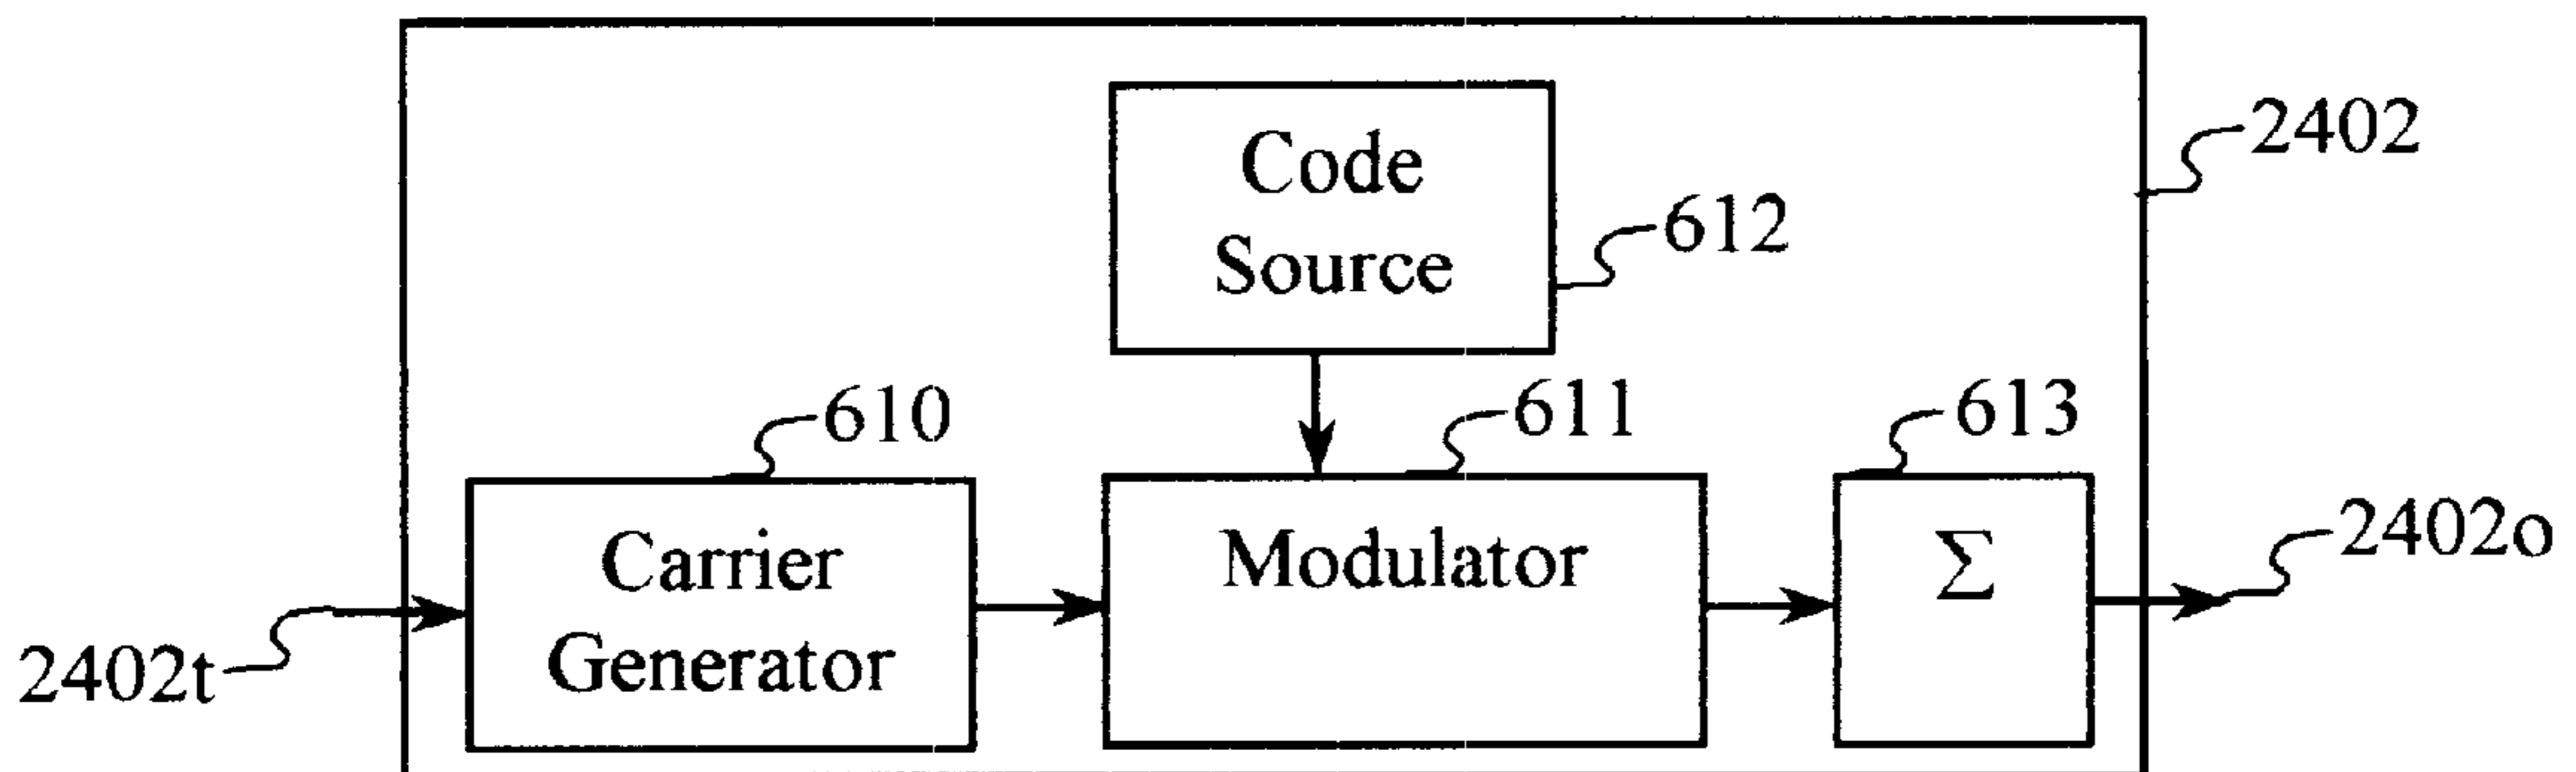 2402
Code
Source
612
610
611
613
Carrier
Generator
Modulator
Σ
2402t
2402o